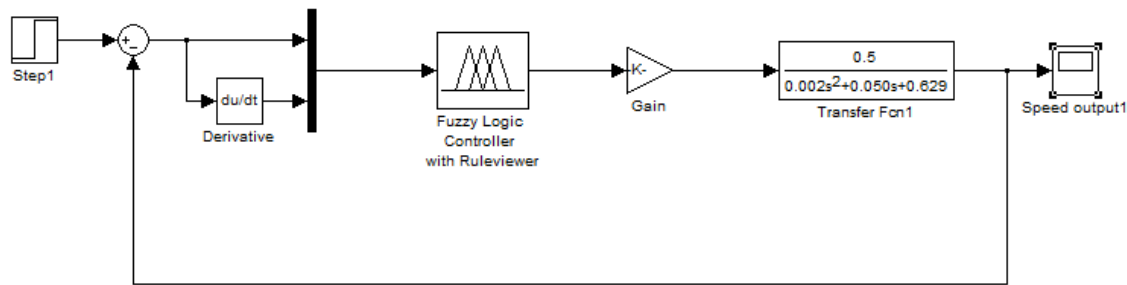 Step1
+
-
du/dt
Derivative
Fuzzy Logic
Controller
with Ruleviewer
-K-
Gain
0.5
0.002s²+0.050s+0.629
Transfer Fcn1
Speed output1